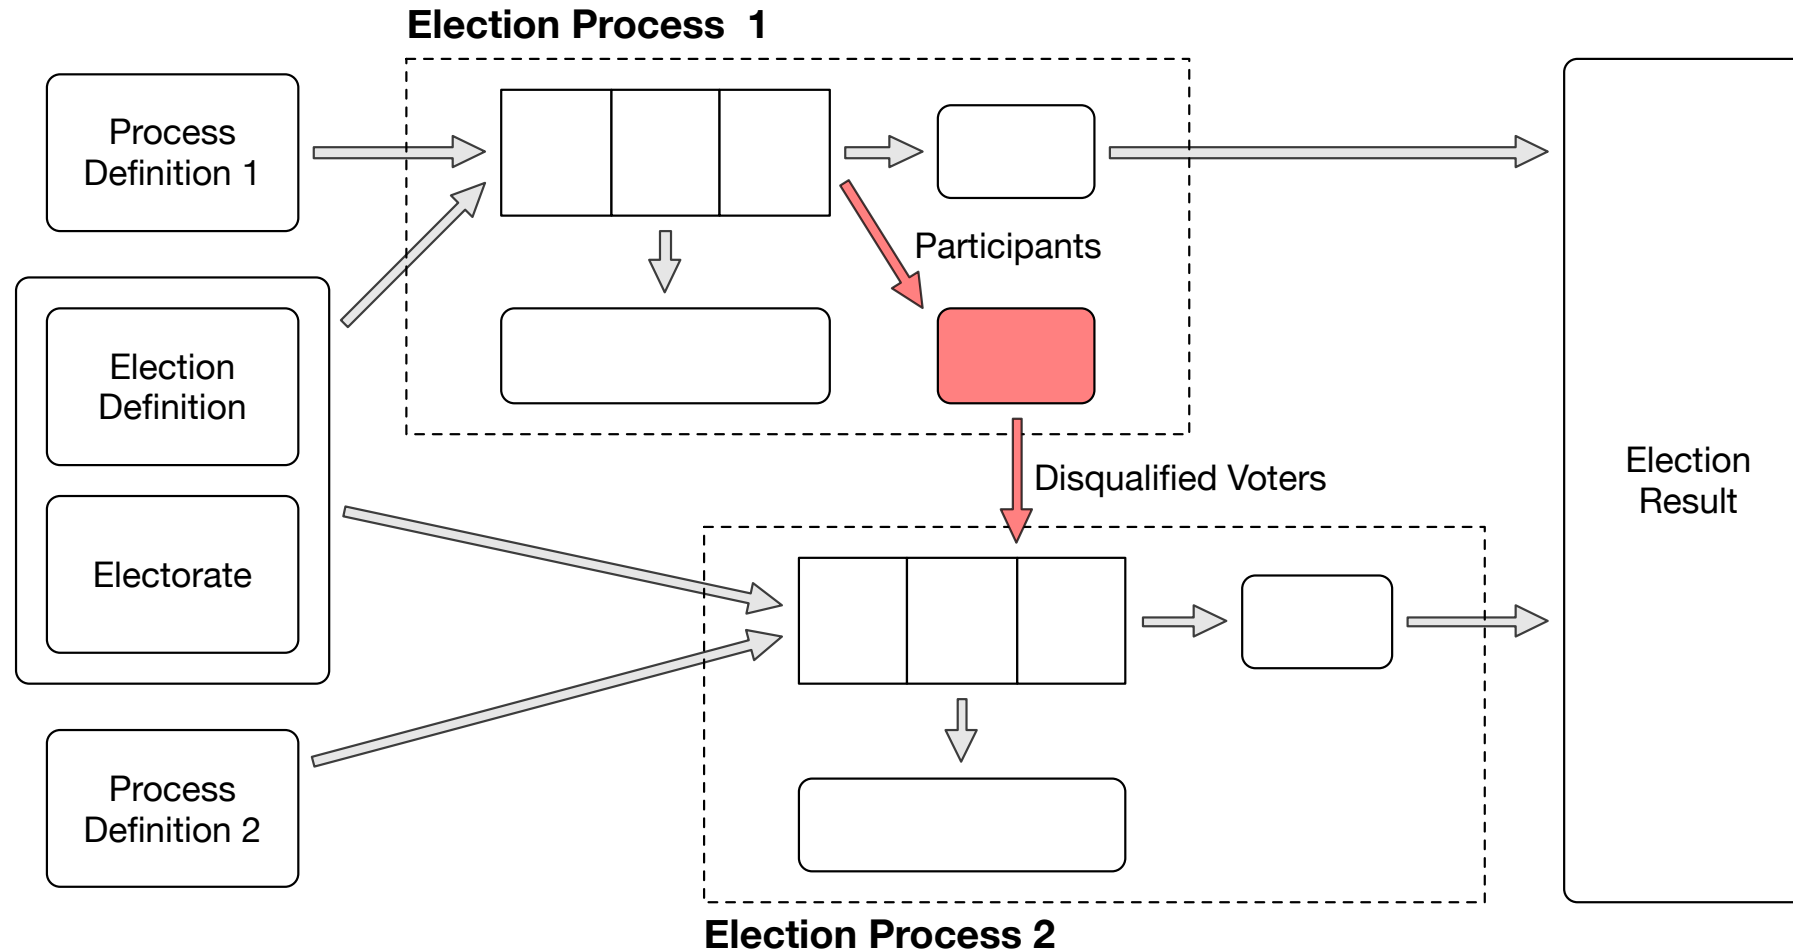 Election Process 1
Process
Definition 1
Participants
Election
Definition
Disqualified Voters
Election
Result
Electorate
Process
Definition 2
Election Process 2